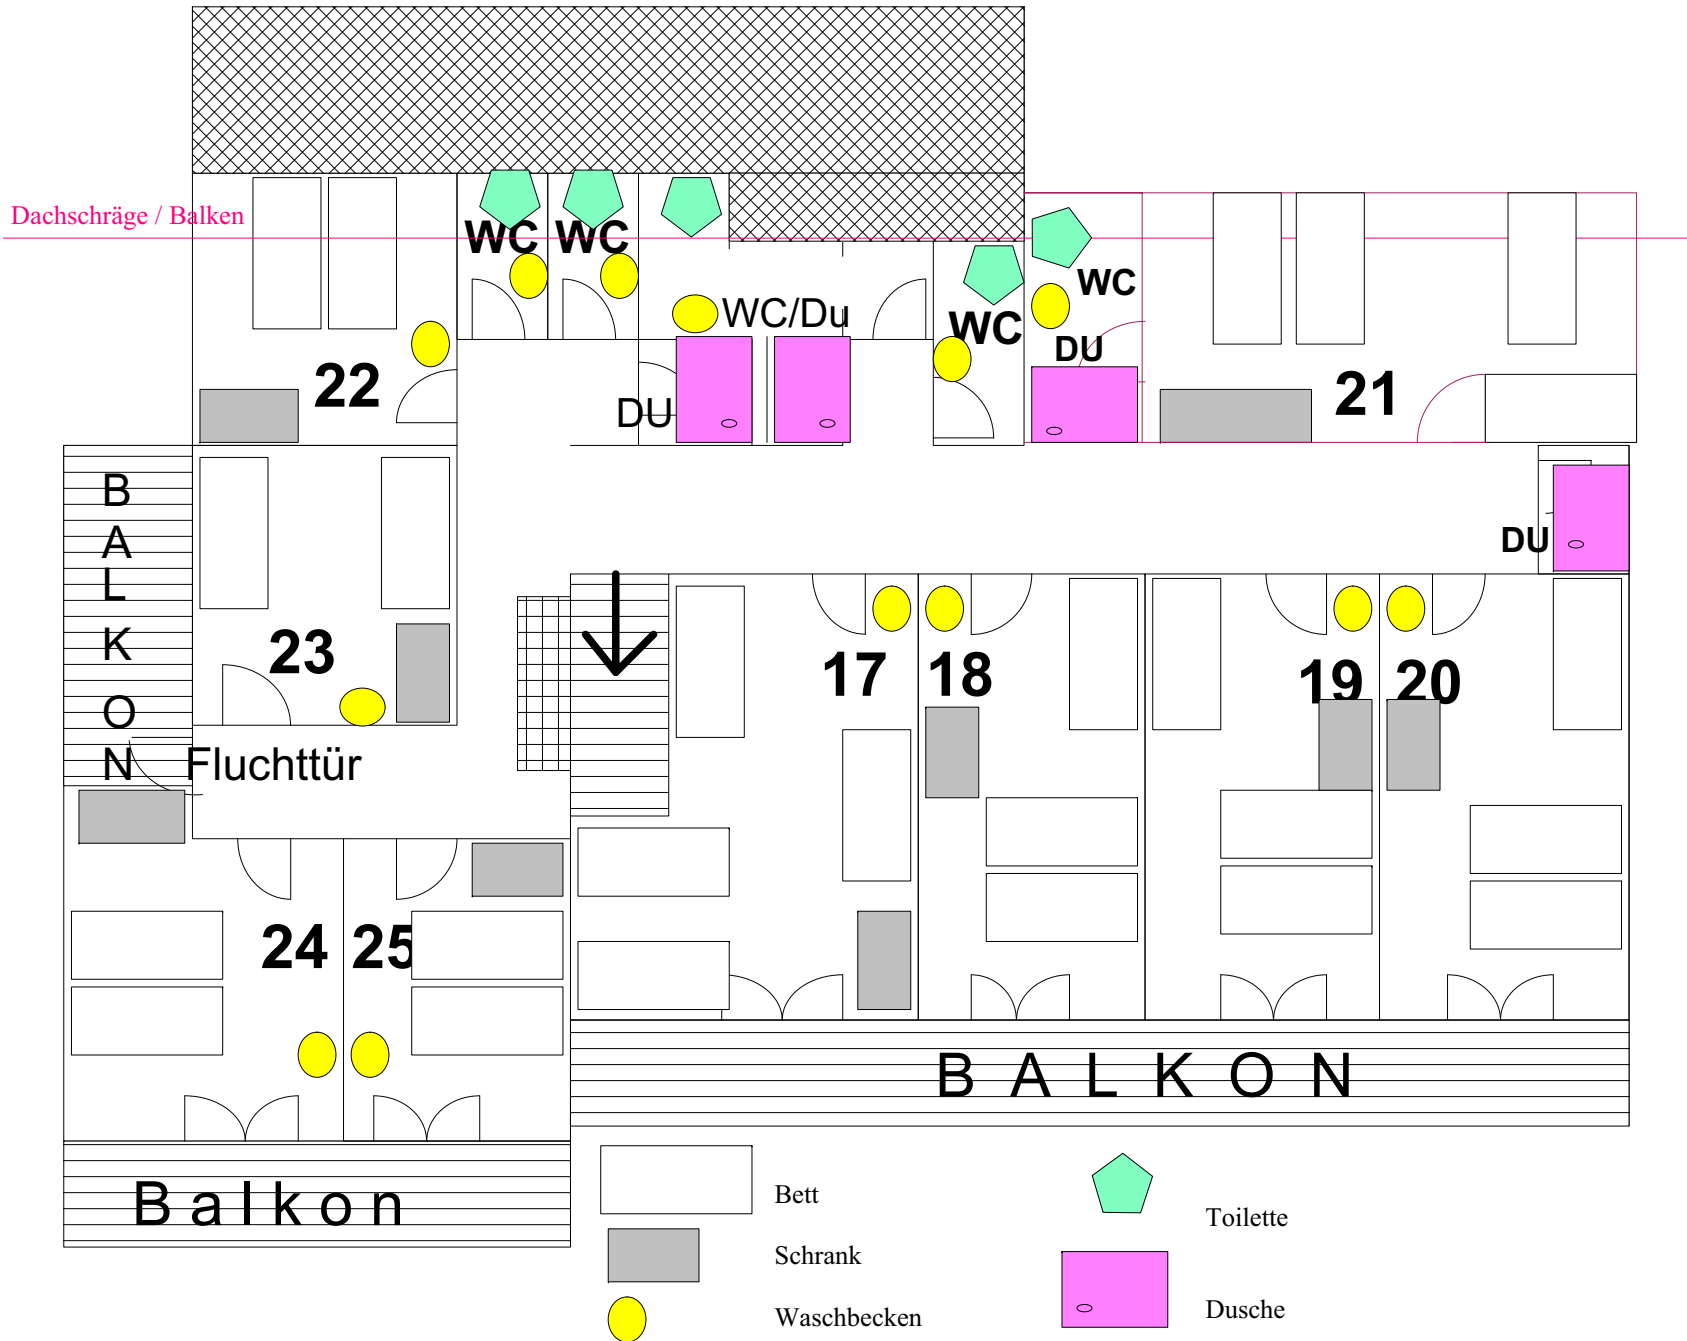 Dachschräge / Balken
WC WC
WC
WC/Du
WC
DU
22
DU
21
BALKON
DU
23
17 18
19 20
Fluchttür
24 25
BALKON
Balkon
Bett
Toilette
Schrank
Waschbecken
Dusche